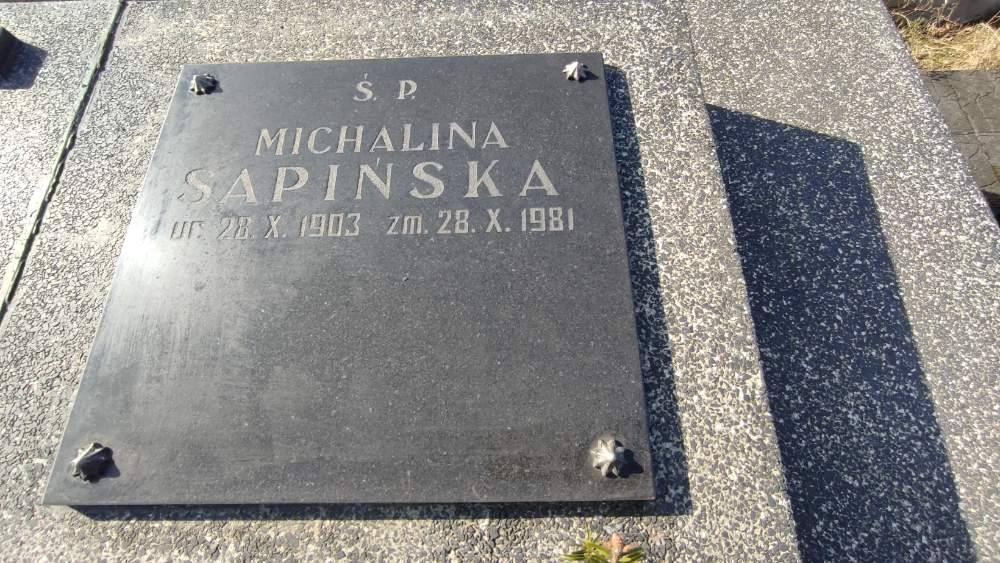 Ś. P.
MICHALINA
SAPIŃSKA
ur. 28. X. 1903 zm. 28. X. 1981